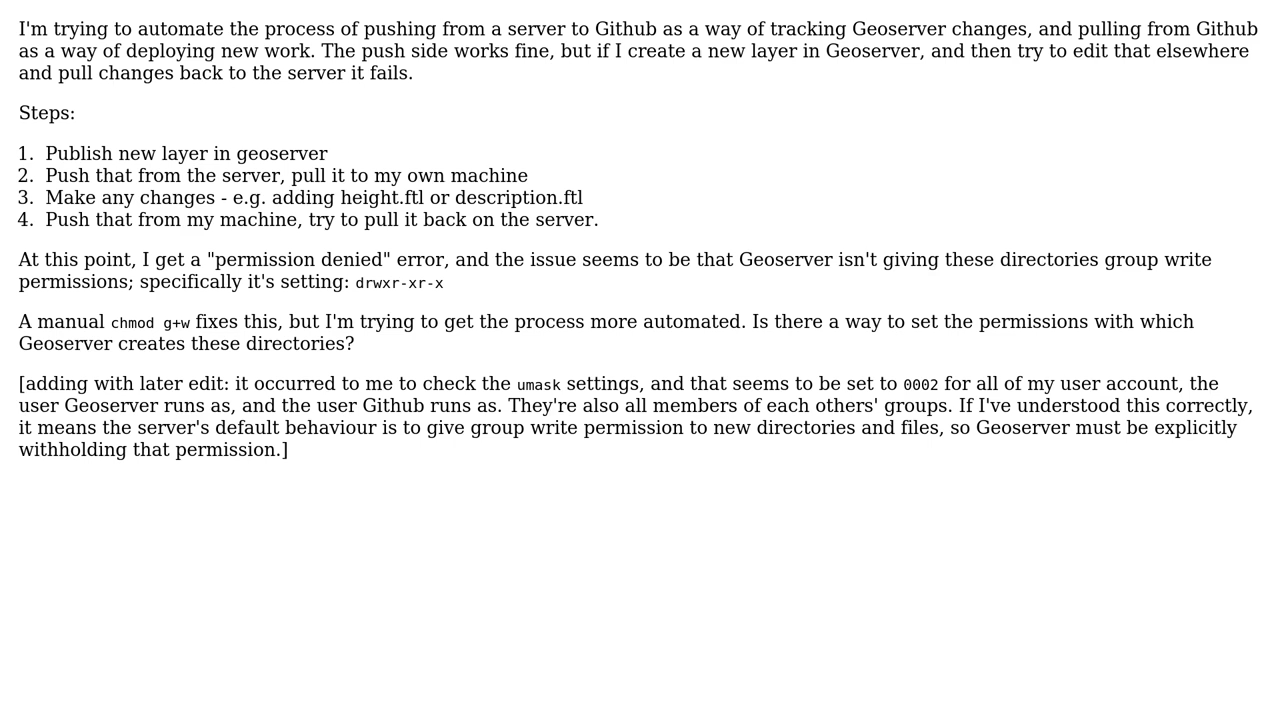 I'm trying to automate the process of pushing from a server to Github as a way of tracking Geoserver changes, and pulling from Github
as a way of deploying new work. The push side works fine, but if I create a new layer in Geoserver, and then try to edit that elsewhere
and pull changes back to the server it fails.
Steps:
1. Publish new layer in geoserver
2. Push that from the server, pull it to my own machine
3. Make any changes - e.g. adding height.ftl or description.ftl
4. Push that from my machine, try to pull it back on the server.
At this point, I get a "permission denied" error, and the issue seems to be that Geoserver isn't giving these directories group write
permissions; specifically it's setting: drwxr-xr-x
A manual chmod g+w fixes this, but I'm trying to get the process more automated. Is there a way to set the permissions with which
Geoserver creates these directories?
[adding with later edit: it occurred to me to check the umask settings, and that seems to be set to 0002 for all of my user account, the
user Geoserver runs as, and the user Github runs as. They're also all members of each others' groups. If I've understood this correctly,
it means the server's default behaviour is to give group write permission to new directories and files, so Geoserver must be explicitly
withholding that permission.]